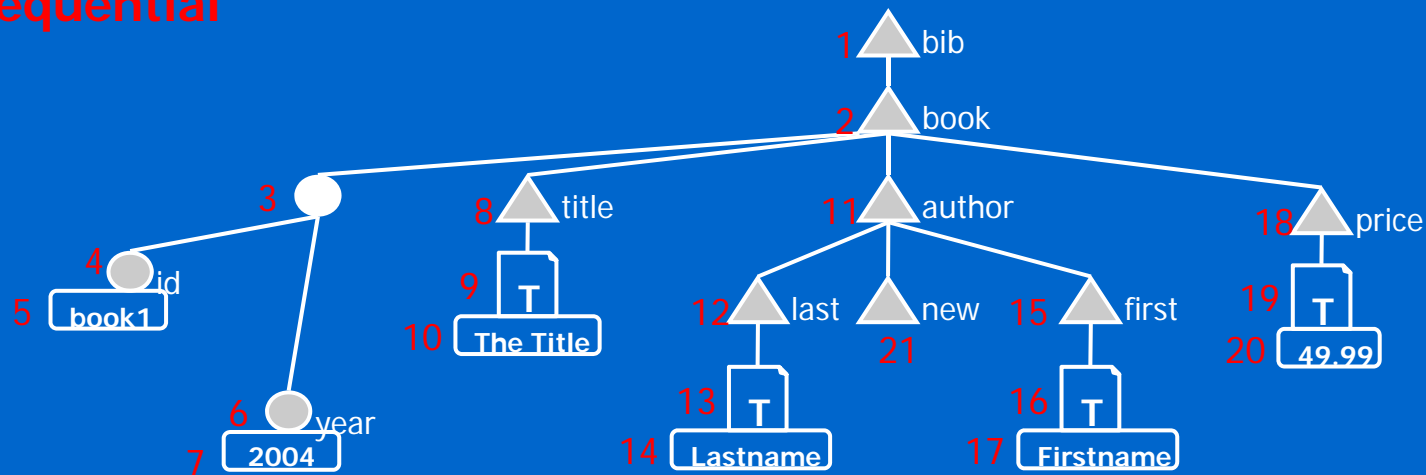 equential
1 bib
2 book
3
8 title
11 author
18 price
4 id
5 book1
9 T
10 The Title
12 last
new
21
15 first
19 T
20 49.99
6 year
7 2004
13 T
14 Lastname
16 T
17 Firstname